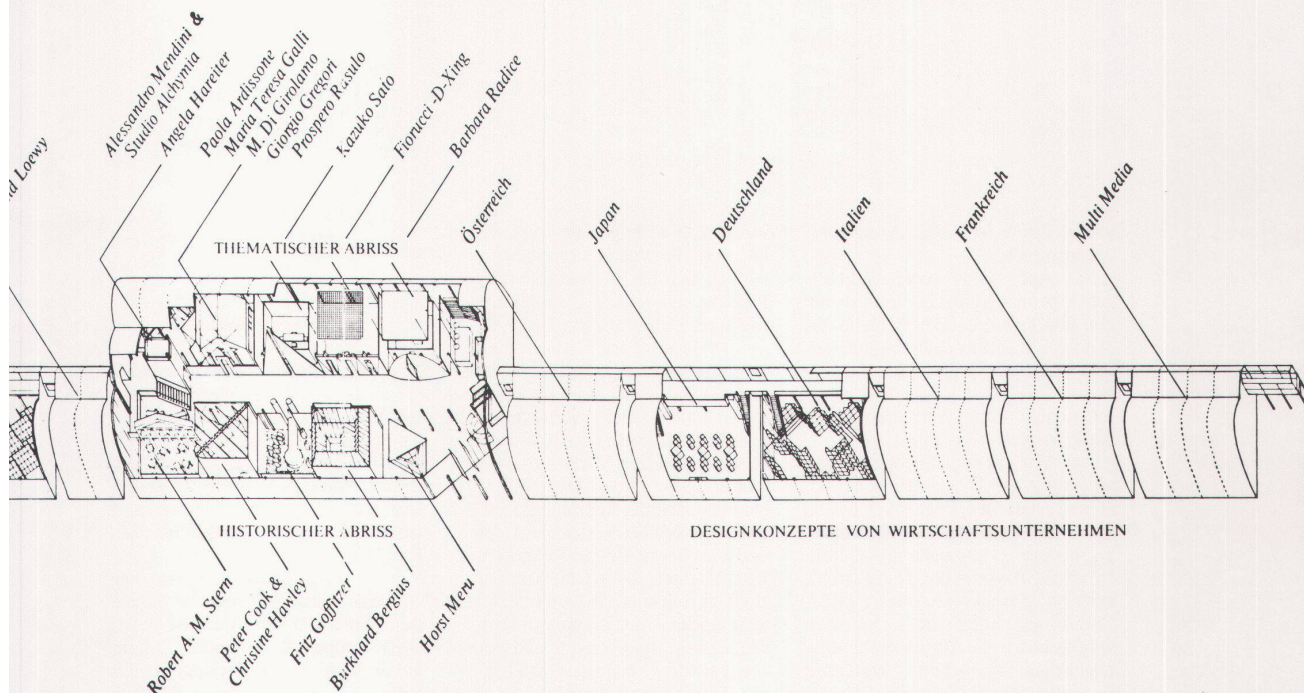 Alessandro Mendini &
Studio Alchymia
Angela Hareiter
Paola Ardissone
Maria Teresa Galli
M. Di Girolamo
Giorgio Gregori
Prospero Rasulo
Kazuko Sato
Fiorucci -D-Xing
Barbara Radice
Loewy
Österreich
Japan
Deutschland
Italien
Frankreich
Multi Media
THEMATISCHER ABRISS
HISTORISCHER ABRISS
DESIGNKONZEPTE VON WIRTSCHAFTSUNTERNEHMEN
Robert A. M. Stern
Peter Cook &
Christine Hawley
Fritz Goffitzer
Burkhard Bergius
Horst Meru